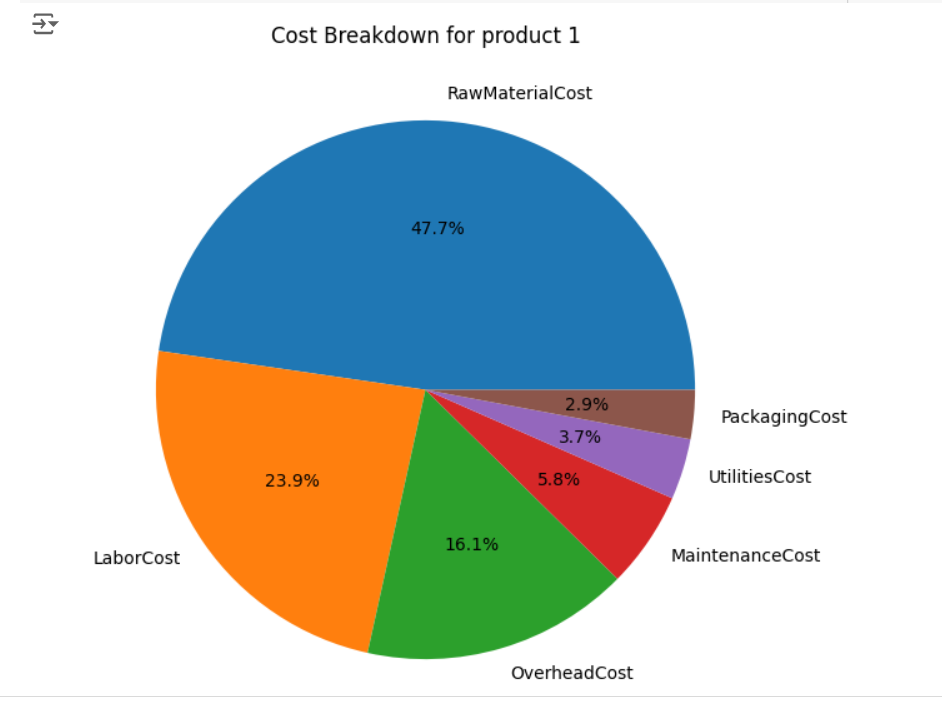 Cost Breakdown for product 1
RawMaterialCost
47.7%
2.9%
PackagingCost
3.7%
UtilitiesCost
5.8%
23.9%
16.1%
MaintenanceCost
LaborCost
OverheadCost